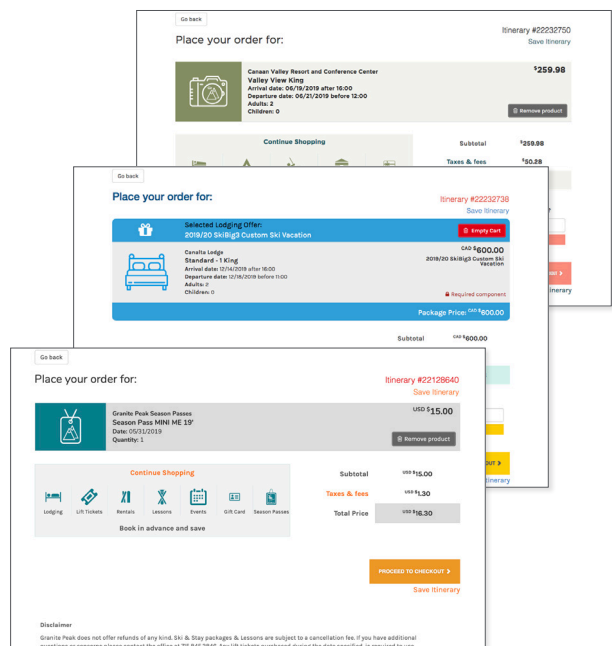 Go back
Itinerary #22232750
Place your order for:
Save Itinerary
Canaan Valley Resort and Conference Center
$259.98
Valley View King
Arrival date: 06/19/2019 after 16:00
Departure date: 06/21/2019 before 12:00
Adults: 2
Children: 0
Remove product
Continue Shopping
Subtotal
$259.98
Taxes & fees
$50.28
Go back
Place your order for:
Itinerary #22232738
Save Itinerary
Selected Lodging Offer:
2019/20 SkiBig3 Custom Ski Vacation
Empty Cart
Canalta Lodge
CAD $600.00
Standard - 1 King
2019/20 SkiBig3 Custom Ski
Vacation
Arrival date: 12/14/2019 after 16:00
Departure date: 12/18/2019 before 11:00
Adults: 2
Children: 0
Required component
Package Price: CAD $600.00
Subtotal
CAD $600.00
Go back
Place your order for:
Itinerary #22128640
Save Itinerary
Granite Peak Season Passes
USD $15.00
Season Pass MINI ME 19'
Date: 05/31/2019
Quantity: 1
Remove product
Continue Shopping
Subtotal
USD $15.00
Taxes & fees
USD $1.30
Lodging Lift Tickets Rentals Lessons Events Gift Card Season Passes
Total Price
USD $16.30
Book in advance and save
PROCEED TO CHECKOUT
Save Itinerary
Disclaimer
Granite Peak does not offer refunds of any kind. Ski & Stay packages & Lessons are subject to a cancellation fee. If you have additional